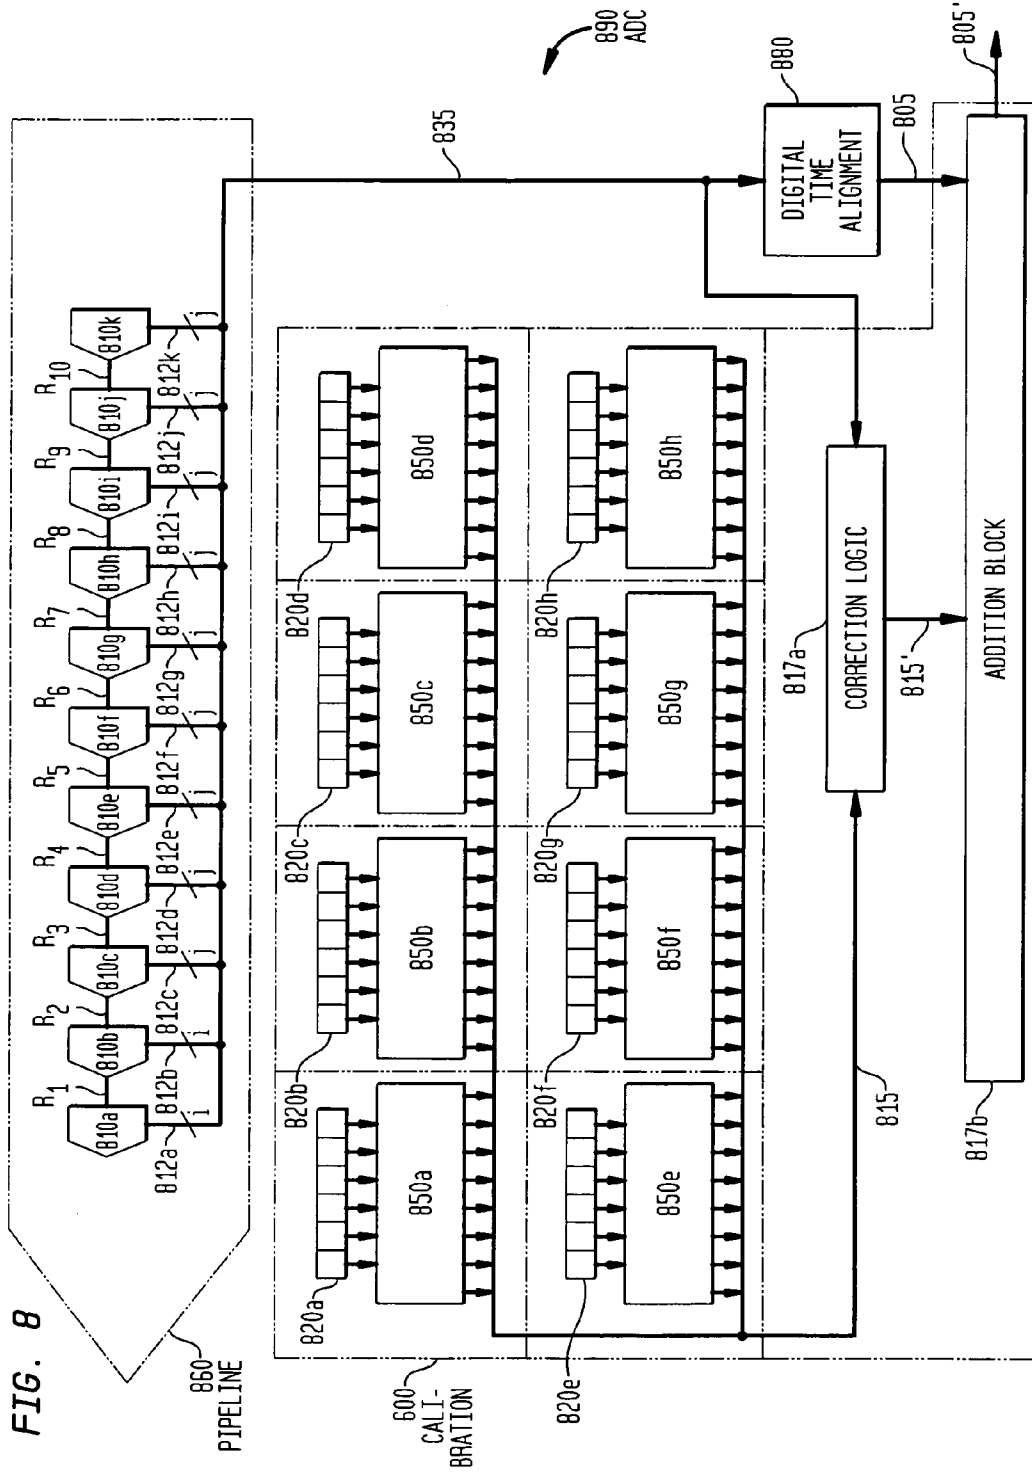 FIG. 8
860
PIPELINE
810a
810b
810c
810d
810e
810f
810g
810h
810i
810j
810k
R1
R2
R3
R4
R5
R6
R7
R8
R9
R10
812a
812b
812c
812d
812e
812f
812g
812h
812i
812j
812k
i
i
j
j
j
j
j
j
j
j
j
600
CALI-
BRATION
820a
820b
820c
820d
850a
850b
850c
850d
820e
820f
820g
820h
850e
850f
850g
850h
835
890
ADC
880
DIGITAL
TIME
ALIGNMENT
805
817a
CORRECTION LOGIC
815
815'
817b
ADDITION BLOCK
805'